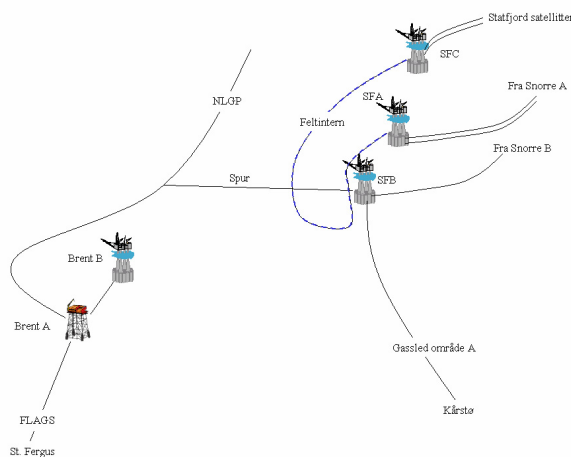 Statfjord satellitter
SFC
NLGP
SFA
Fra Snorre A
Feltintern
Fra Snorre B
Spur
SFB
Brent B
Brent A
Gassled område A
Kårstø
FLAGS
St. Fergus